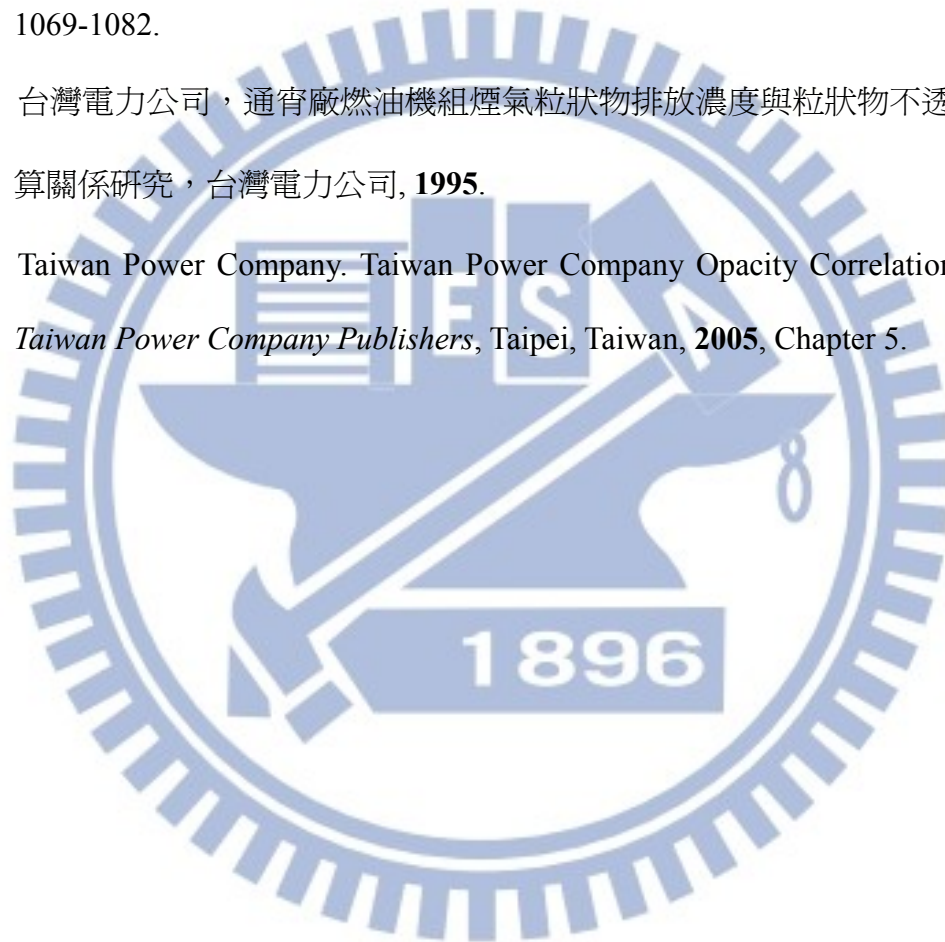 1069-1082.
台灣電力公司，通宵廠燃油機組煙氣粒狀物排放濃度與粒狀物不透
算關係研究，台灣電力公司, 1995.
Taiwan Power Company. Taiwan Power Company Opacity Correlation
Taiwan Power Company Publishers, Taipei, Taiwan, 2005, Chapter 5.
E S A
1896